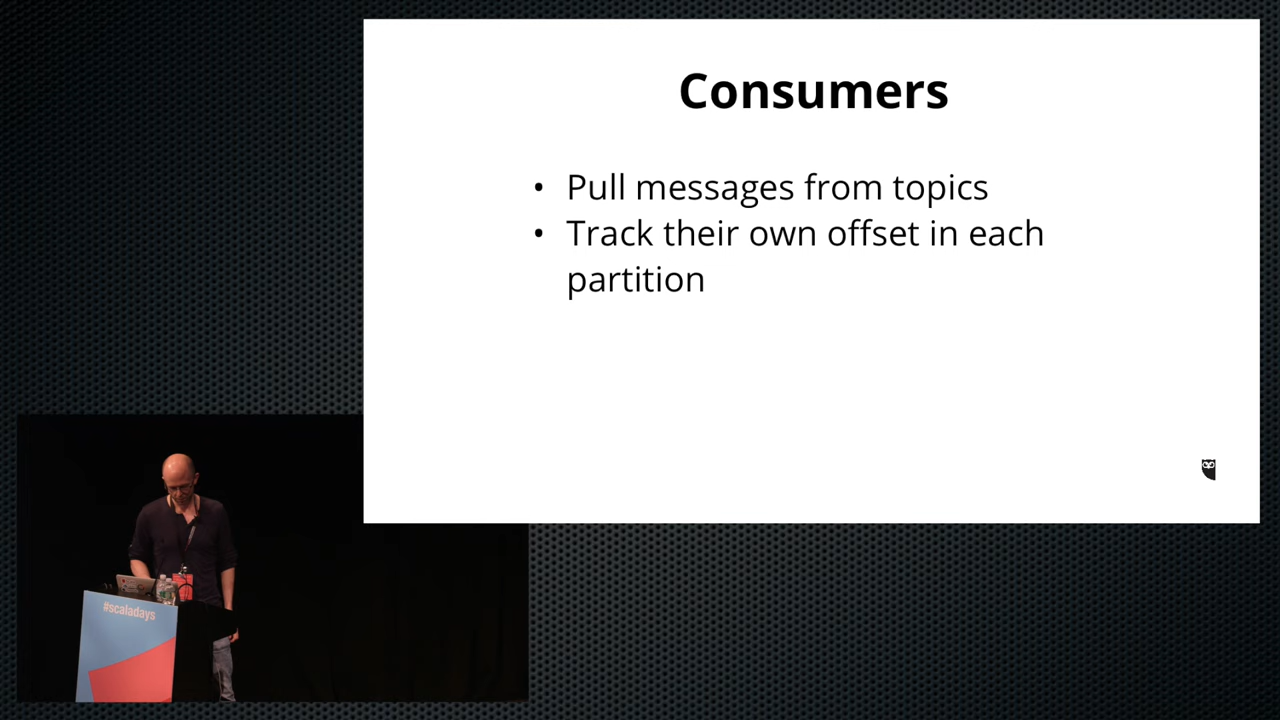 Consumers
• Pull messages from topics
• Track their own offset in each
partition
#scaladays